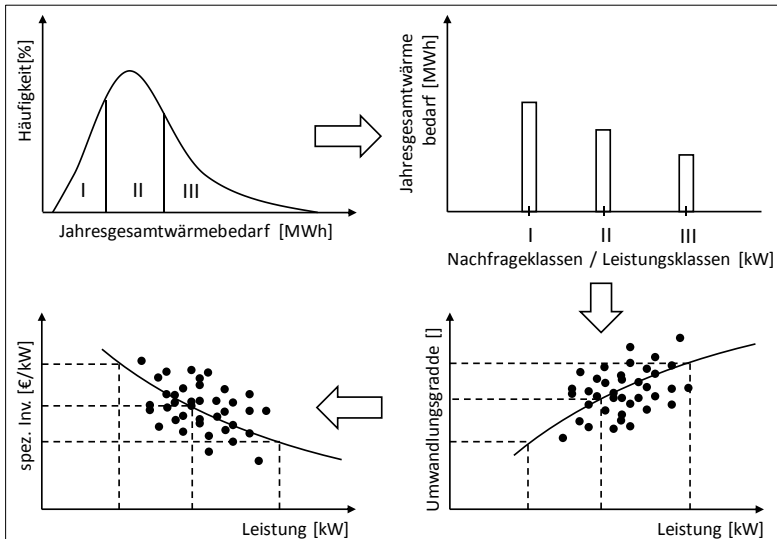 Häufigkeit[%]
I
II
III
Jahresgesamtwärmebedarf [MWh]
Jahresgesamtwärme
bedarf [MWh]
I
II
III
Nachfrageklassen / Leistungsklassen [kW]
spez. Inv. [€/kW]
Leistung [kW]
Umwandlungsgradde []
Leistung [kW]